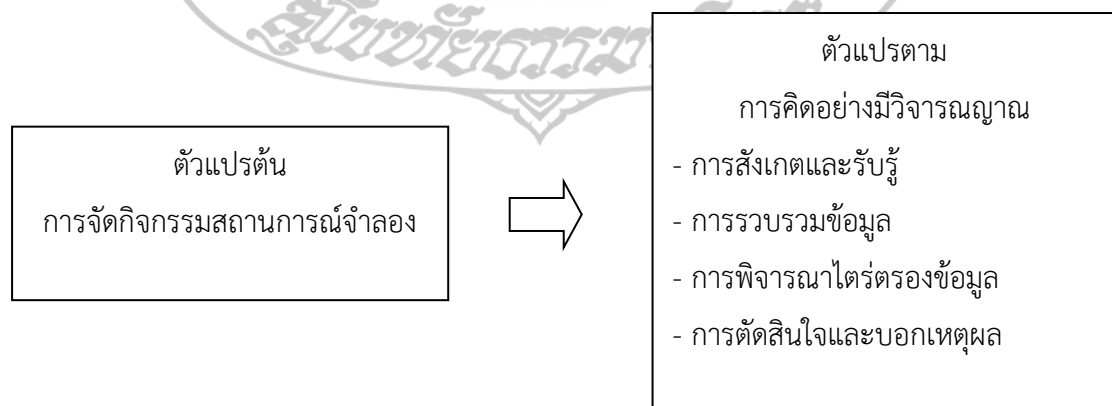 ตัวแปรต้น
การจัดกิจกรรมสถานการณ์จำลอง
ตัวแปรตาม
การคิดอย่างมีวิจารณญาณ
- การสังเกตและรับรู้
- การรวบรวมข้อมูล
- การพิจารณาไตร่ตรองข้อมูล
- การตัดสินใจและบอกเหตุผล